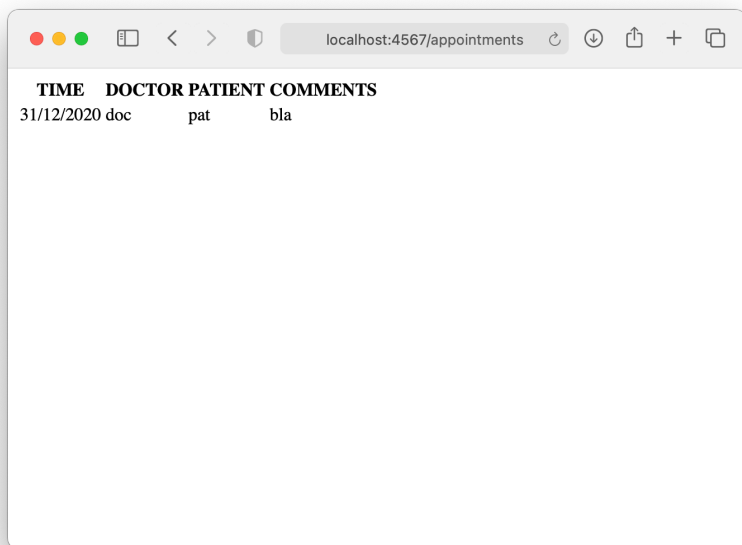 localhost:4567/appointments
TIME DOCTOR PATIENT COMMENTS
31/12/2020 doc pat bla